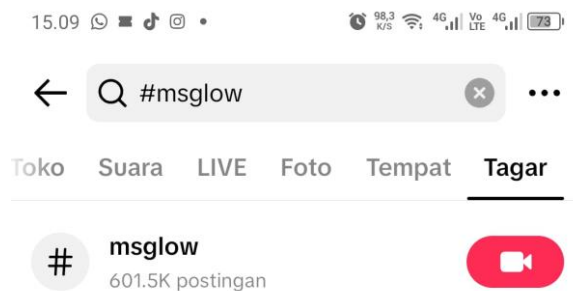 15.09 98,3 K/S 4G Vo LTE 4G 73
#msglow
Toko Suara LIVE Foto Tempat Tagar
# msglow
601.5K postingan